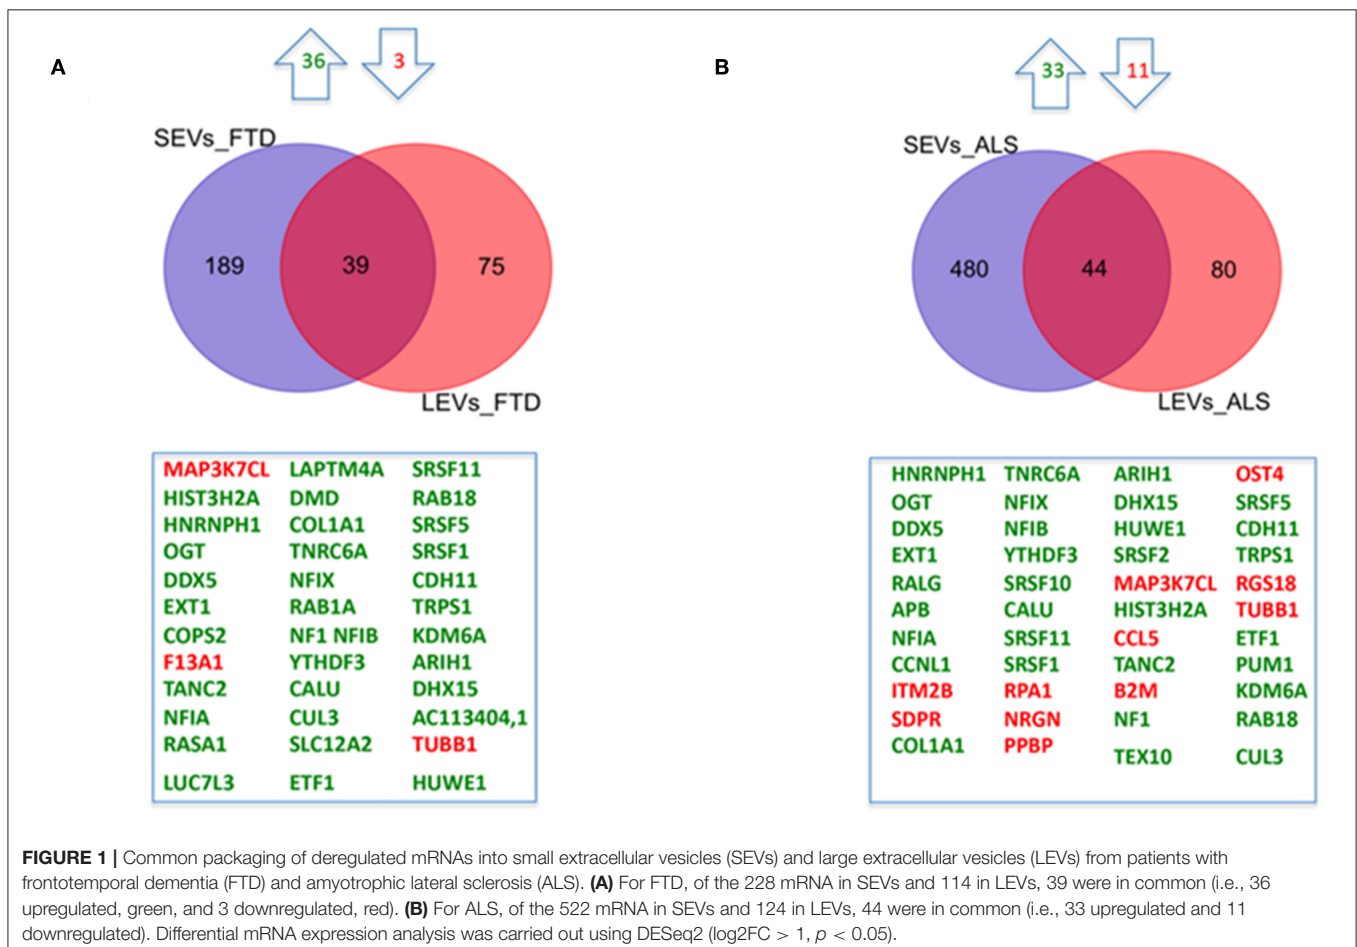 A
36
3
SEVs_FTD
189
39
75
LEVs_FTD
MAP3K7CL LAPTM4A SRSF11
HIST3H2A DMD RAB18
HNRNPH1 COL1A1 SRSF5
OGT TNRC6A SRSF1
DDX5 NFIX CDH11
EXT1 RAB1A TRPS1
COPS2 NF1 NFIB KDM6A
F13A1 YTHDF3 ARIH1
TANC2 CALU DHX15
NFIA CUL3 AC113404,1
RASA1 SLC12A2 TUBB1
LUC7L3 ETF1 HUWE1
B
33
11
SEVs_ALS
480
44
80
LEVs_ALS
HNRNPH1 TNRC6A ARIH1 OST4
OGT NFIX DHX15 SRSF5
DDX5 NFIB HUWE1 CDH11
EXT1 YTHDF3 SRSF2 TRPS1
RALG SRSF10 MAP3K7CL RGS18
APB CALU HIST3H2A TUBB1
NFIA SRSF11 CCL5 ETF1
CCNL1 SRSF1 TANC2 PUM1
ITM2B RPA1 B2M KDM6A
SDPR NRGN NF1 RAB18
COL1A1 PPBP TEX10 CUL3
FIGURE 1 | Common packaging of deregulated mRNAs into small extracellular vesicles (SEVs) and large extracellular vesicles (LEVs) from patients with
frontotemporal dementia (FTD) and amyotrophic lateral sclerosis (ALS). (A) For FTD, of the 228 mRNA in SEVs and 114 in LEVs, 39 were in common (i.e., 36
upregulated, green, and 3 downregulated, red). (B) For ALS, of the 522 mRNA in SEVs and 124 in LEVs, 44 were in common (i.e., 33 upregulated and 11
downregulated). Differential mRNA expression analysis was carried out using DESeq2 (log2FC > 1, p < 0.05).